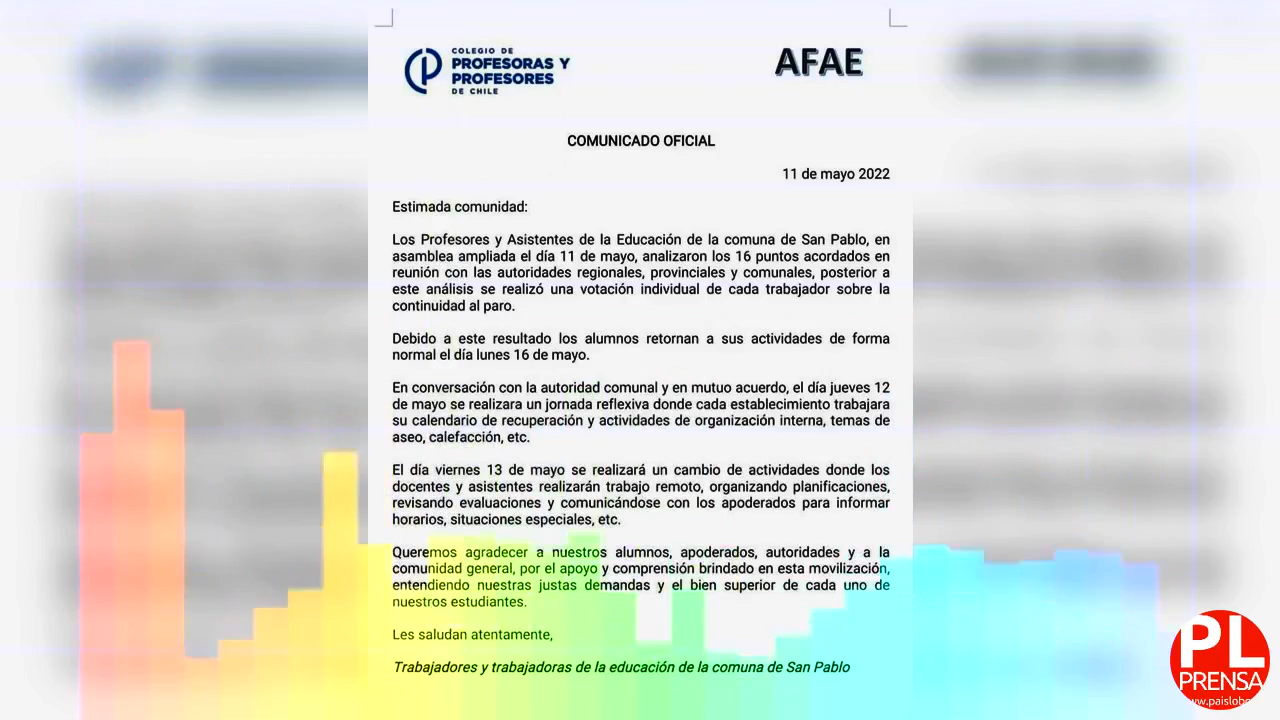 COLEGIO DE
PROFESORAS Y
PROFESORES
DE CHILE
AFAE
COMUNICADO OFICIAL
11 de mayo 2022
Estimada comunidad:
Los Profesores y Asistentes de la Educación de la comuna de San Pablo, en
asamblea ampliada el día 11 de mayo, analizaron los 16 puntos acordados en
reunión con las autoridades regionales, provinciales y comunales, posterior a
este análisis se realizó una votación individual de cada trabajador sobre la
continuidad al paro.
Debido a este resultado los alumnos retornan a sus actividades de forma
normal el día lunes 16 de mayo.
En conversación con la autoridad comunal y en mutuo acuerdo, el día jueves 12
de mayo se realizara un jornada reflexiva donde cada establecimiento trabajara
su calendario de recuperación y actividades de organización interna, temas de
aseo, calefacción, etc.
El día viernes 13 de mayo se realizará un cambio de actividades donde los
docentes y asistentes realizarán trabajo remoto, organizando planificaciones,
revisando evaluaciones y comunicándose con los apoderados para informar
horarios, situaciones especiales, etc.
Queremos agradecer a nuestros alumnos, apoderados, autoridades y a la
comunidad general, por el apoyo y comprensión brindado en esta movilización,
entendiendo nuestras justas demandas y el bien superior de cada uno de
nuestros estudiantes.
Les saludan atentamente,
Trabajadores y trabajadoras de la educación de la comuna de San Pablo
PL
PRENSA